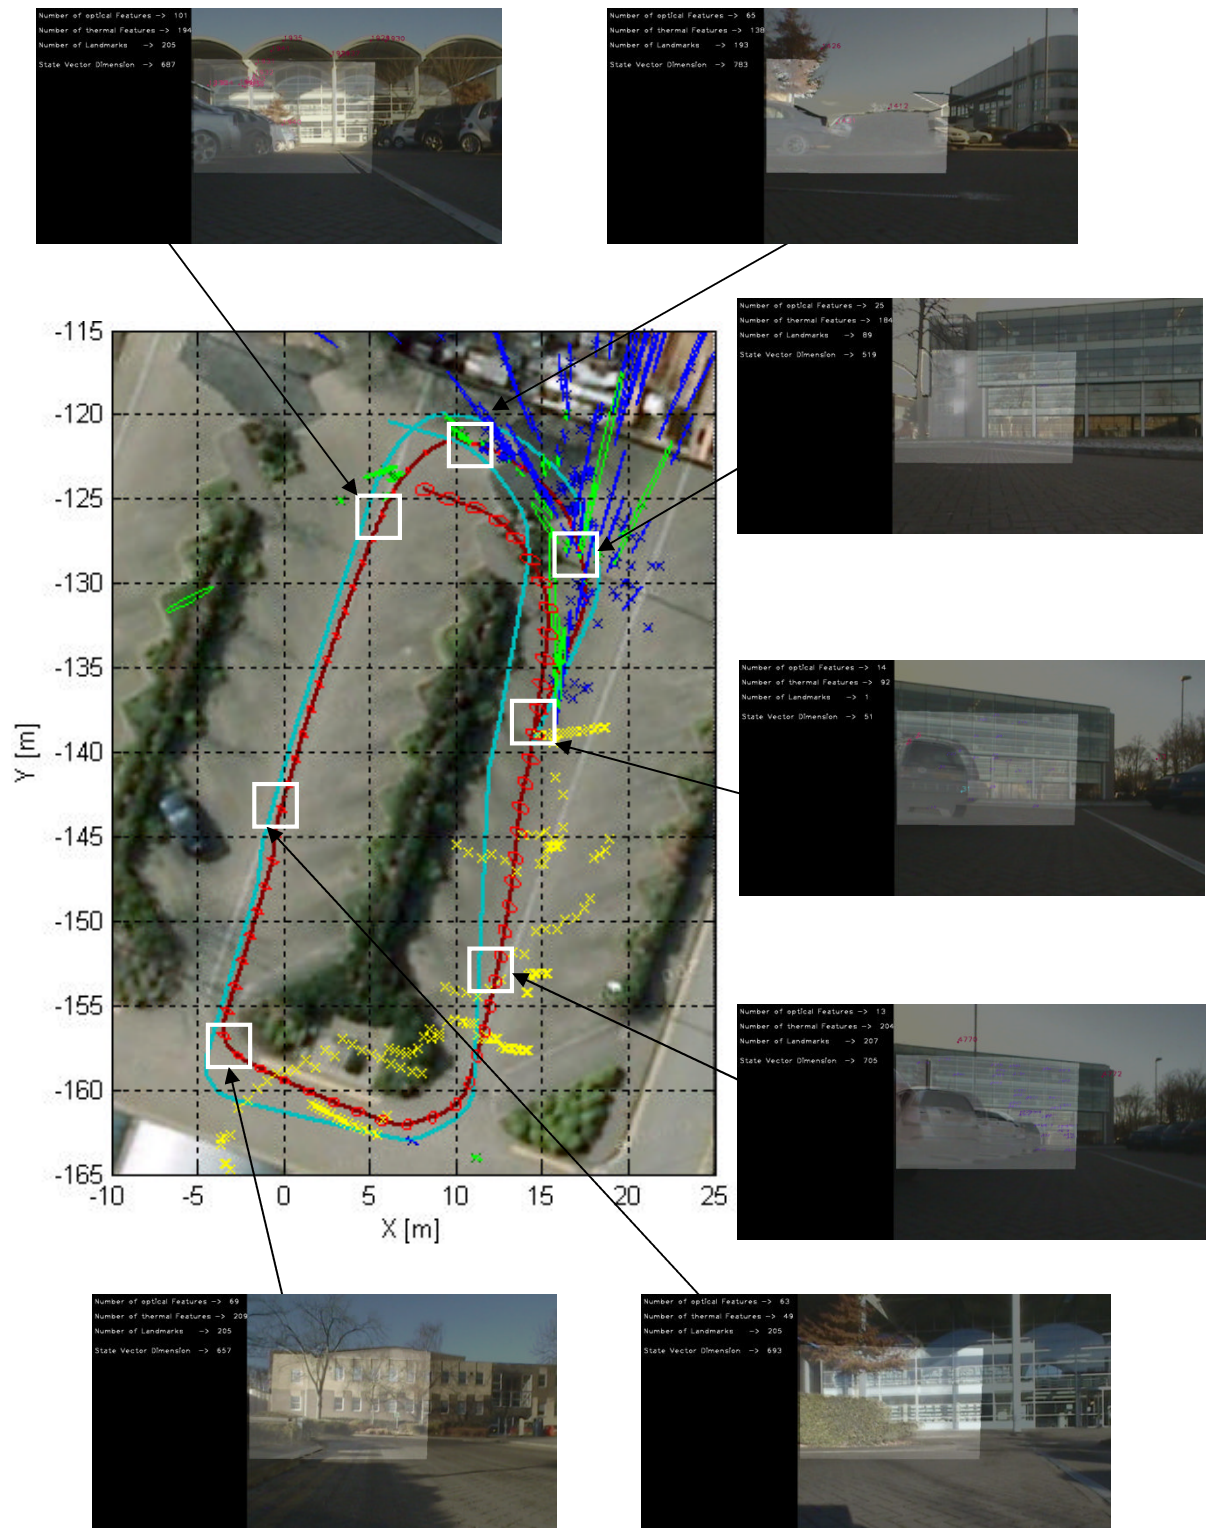 Number of optical Features -> 101
Number of thermal Features -> 194
Number of Landmarks -> 205
State Vector Dimension -> 687
Number of optical Features -> 65
Number of thermal Features -> 138
Number of Landmarks -> 193
State Vector Dimension -> 783
Number of optical Features -> 25
Number of thermal Features -> 184
Number of Landmarks -> 89
State Vector Dimension -> 519
-115
-120
-125
-130
-135
-140
-145
-150
-155
-160
-165
Y [m]
-10 -5 0 5 10 15 20 25
X [m]
Number of optical Features -> 14
Number of thermal Features -> 92
Number of Landmarks -> 1
State Vector Dimension -> 51
Number of optical Features -> 13
Number of thermal Features -> 204
Number of Landmarks -> 207
State Vector Dimension -> 705
Number of optical Features -> 69
Number of thermal Features -> 209
Number of Landmarks -> 205
State Vector Dimension -> 657
Number of optical Features -> 63
Number of thermal Features -> 49
Number of Landmarks -> 205
State Vector Dimension -> 693